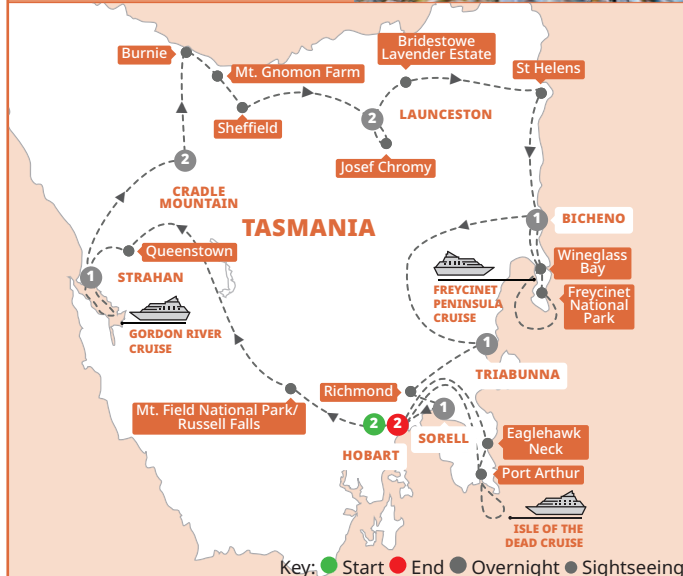 Burnie
Mt. Gnomon Farm
Sheffield
Bridestowe
Lavender Estate
St Helens
2
LAUNCESTON
Josef Chromy
2
CRADLE
MOUNTAIN
TASMANIA
1
BICHENO
Queenstown
1
STRAHAN
Wineglass
Bay
FREYCINET
PENINSULA
CRUISE
Freycinet
National
Park
GORDON RIVER
CRUISE
1
TRIABUNNA
Richmond
Mt. Field National Park/
Russell Falls
2
2
HOBART
1
SORELL
Eaglehawk
Neck
Port Arthur
ISLE OF THE
DEAD CRUISE
Key: Start End Overnight Sightseeing